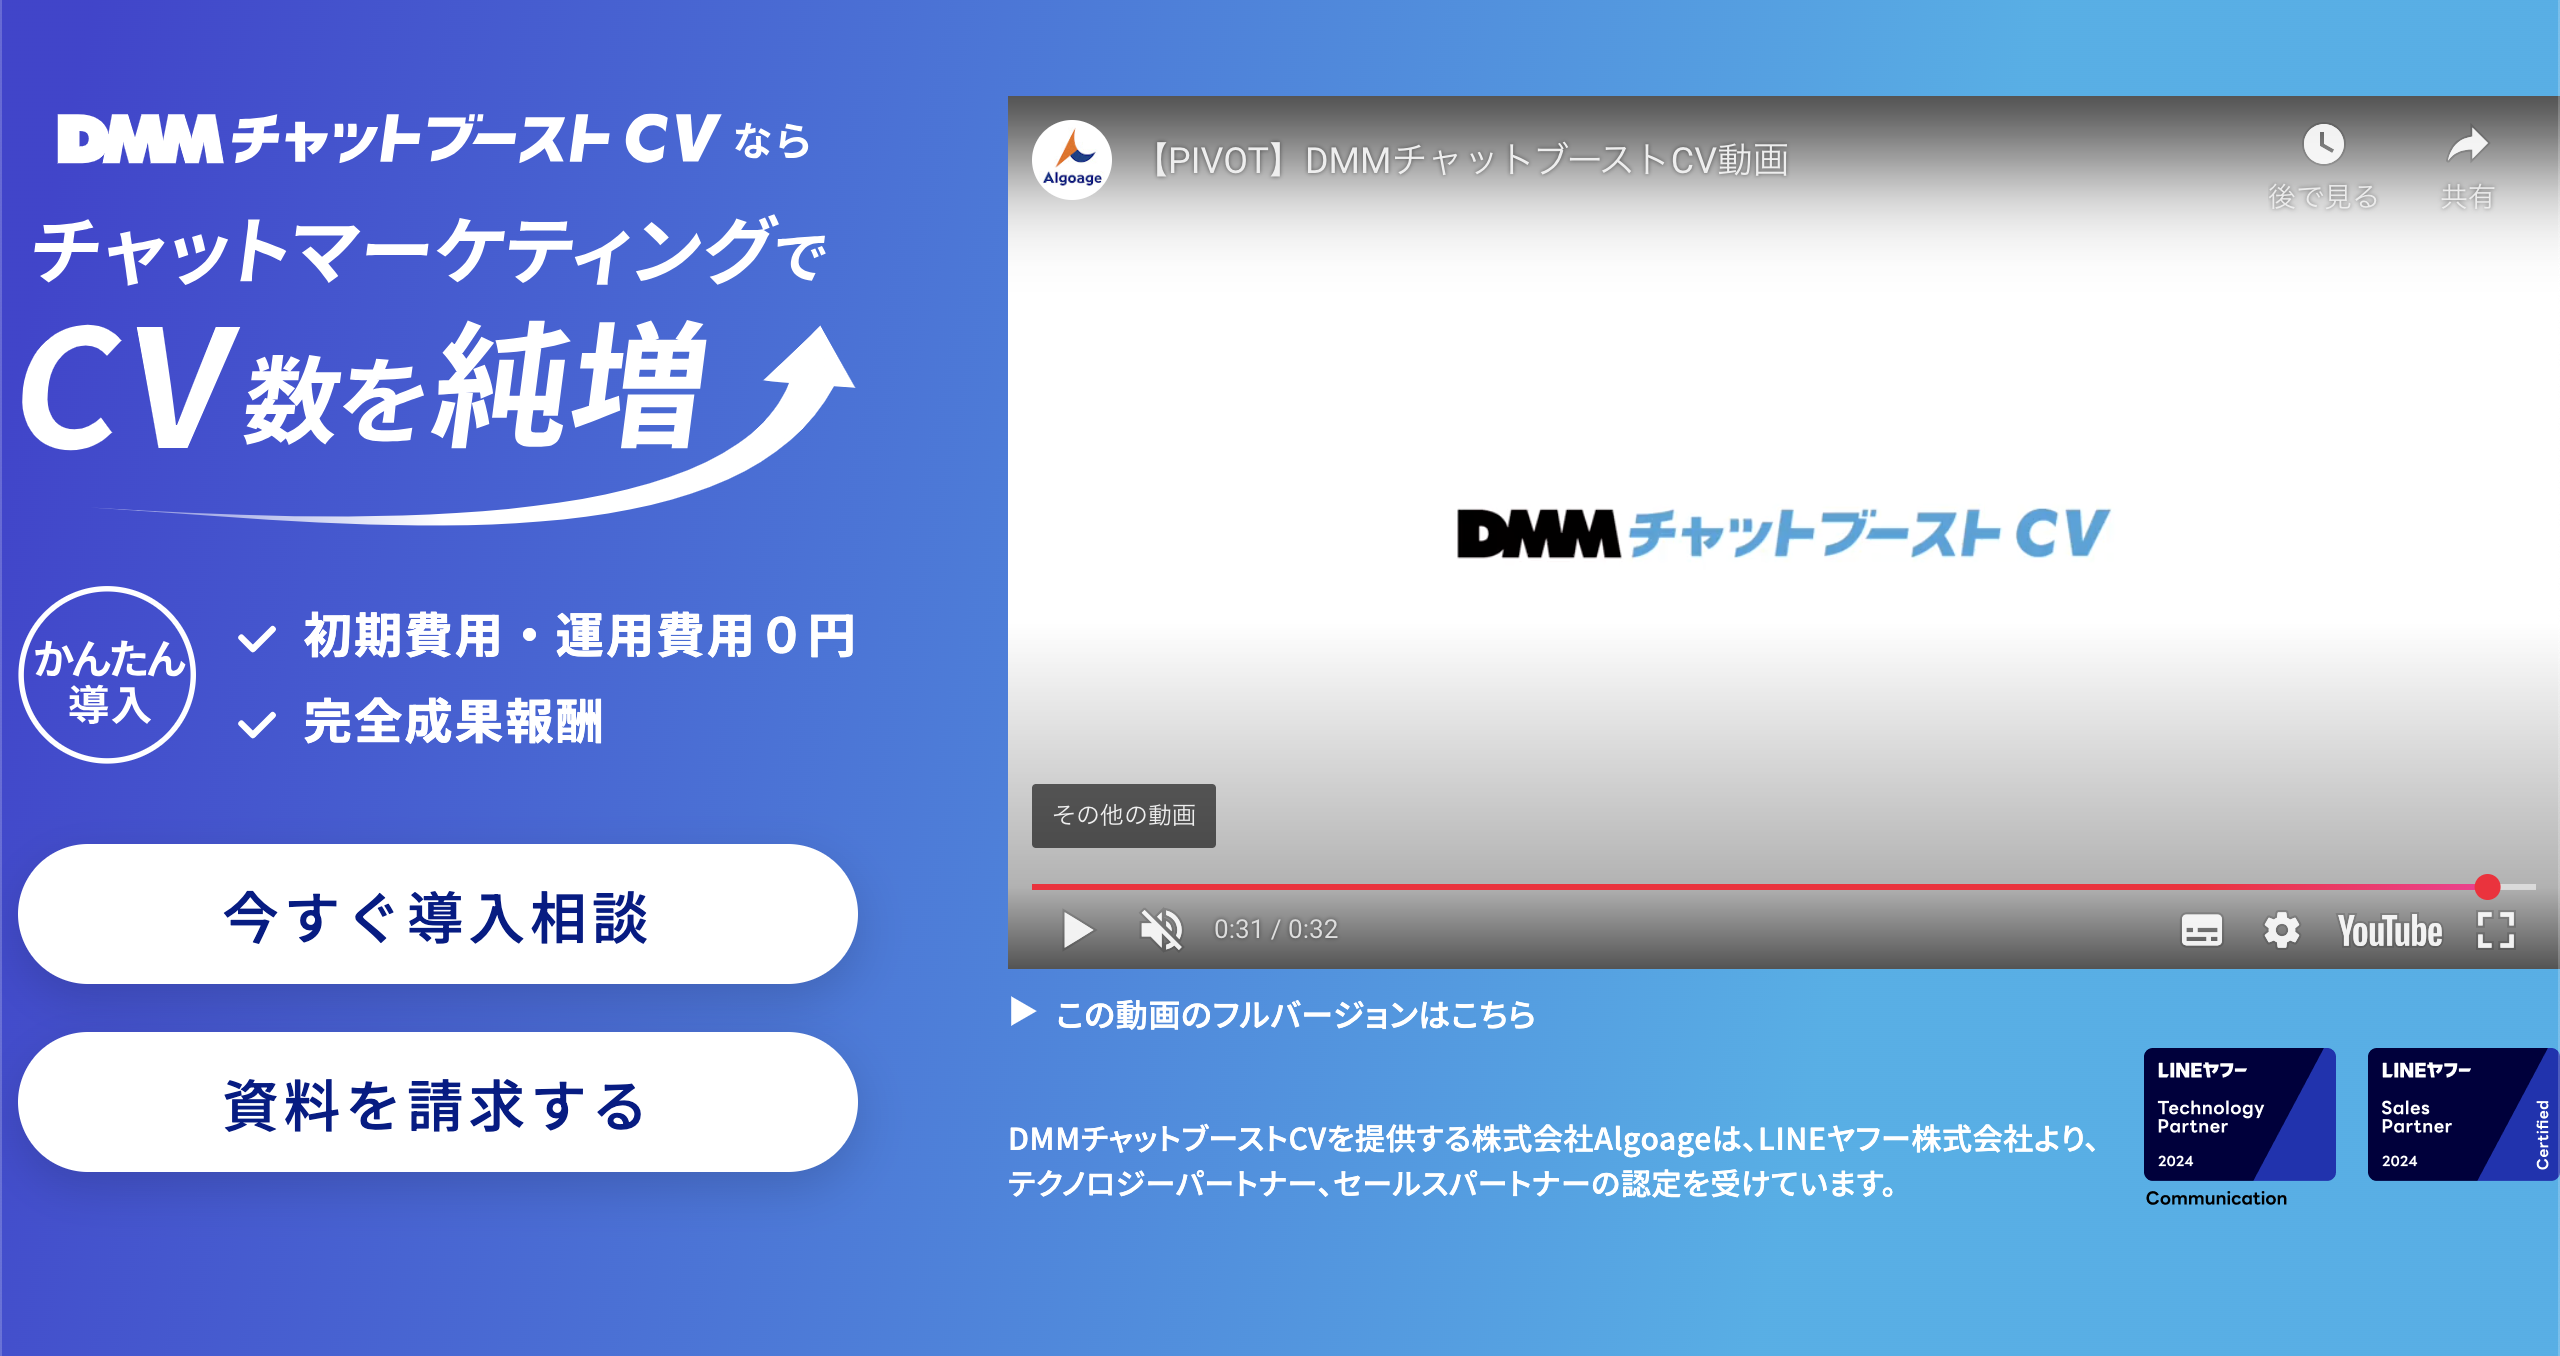 DMMチャットブーストCVなら
チャットマーケティングで
CV数を純増
かんたん
導入
初期費用・運用費用0円
完全成果報酬
今すぐ導入相談
資料を請求する
Algoage
【PIVOT】DMMチャットブーストCV動画
後で見る
共有
DMMチャットブーストCV
その他の動画
0:31 / 0:32
YouTube
この動画のフルバージョンはこちら
DMMチャットブーストCVを提供する株式会社Algoageは、LINEヤフー株式会社より、
テクノロジーパートナー、セールスパートナーの認定を受けています。
LINEヤフー
Technology
Partner
2024
Communication
LINEヤフー
Sales
Partner
2024
Certified